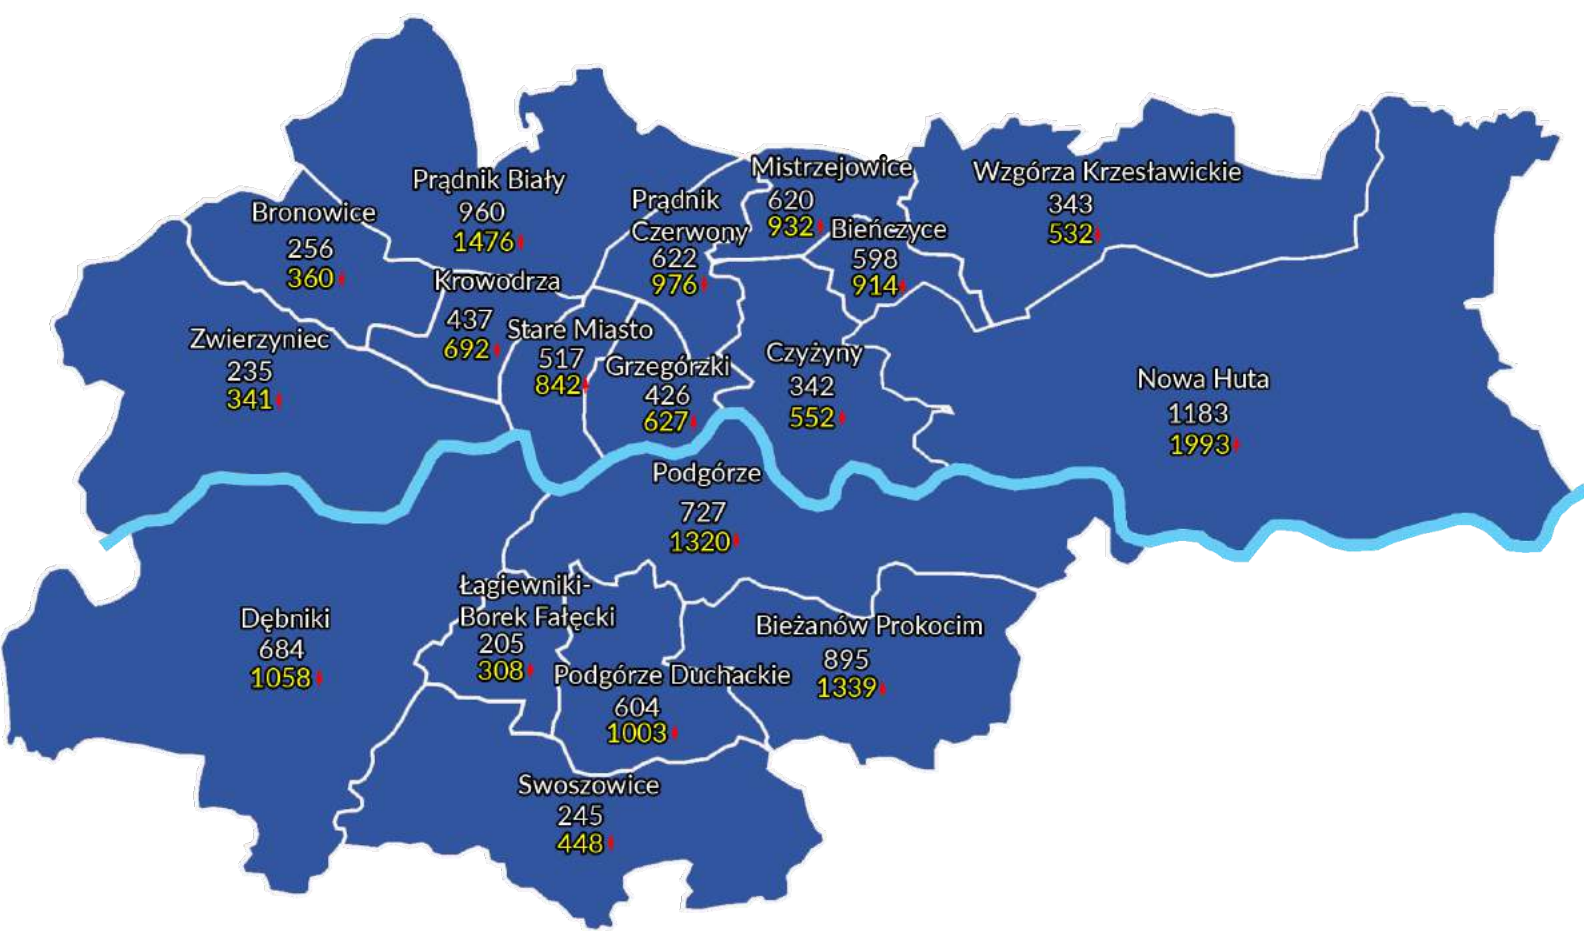 Prądnik Biały
960
1476
Mistrzejowice
620
932
Wzgórza Krzesławickie
343
532
Bronowice
256
360
Prądnik
Czerwony
622
976
Bieńczyce
598
914
Krowodrza
437
692
Stare Miasto
517
842
Zwierzyniec
235
341
Grzegórzki
426
627
Czyżyny
342
552
Nowa Huta
1183
1993
Podgórze
727
1320
Dębniki
684
1058
Łagiewniki-
Borek Fałęcki
205
308
Podgórze Duchackie
604
1003
Bieżanów Prokocim
895
1339
Swoszowice
245
448